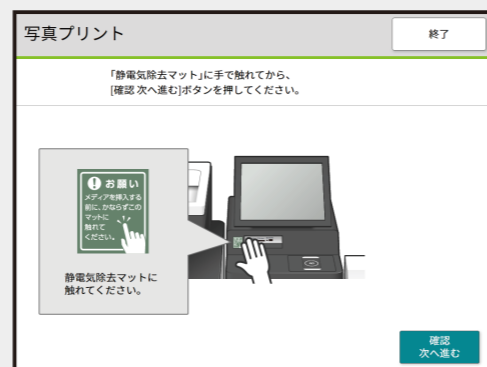 写真プリント
終了
「静電気除去マット」に手で触れてから、
[確認 次へ進む]ボタンを押してください。
お願い
メディアを挿入する
前に、かならずこの
マットに
触れて
ください。
静電気除去マットに
触れてください。
確認
次へ進む